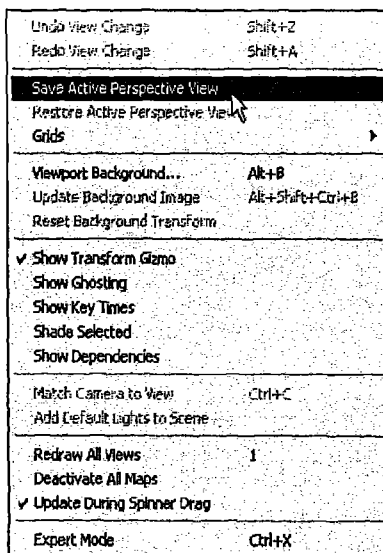 Undo View Change Shift+Z
Redo View Change Shift+A
Save Active Perspective View
Restore Active Perspective View
Grids
Viewport Background... Alt+B
Update Background Image Alt+Shift+Ctrl+B
Reset Background Transform
Show Transform Gizmo
Show Ghosting
Show Key Times
Shade Selected
Show Dependencies
Match Camera to View Ctrl+C
Add Default Lights to Scene
Redraw All Views 1
Deactivate All Maps
Update During Spinner Drag
Expert Mode Ctrl+X